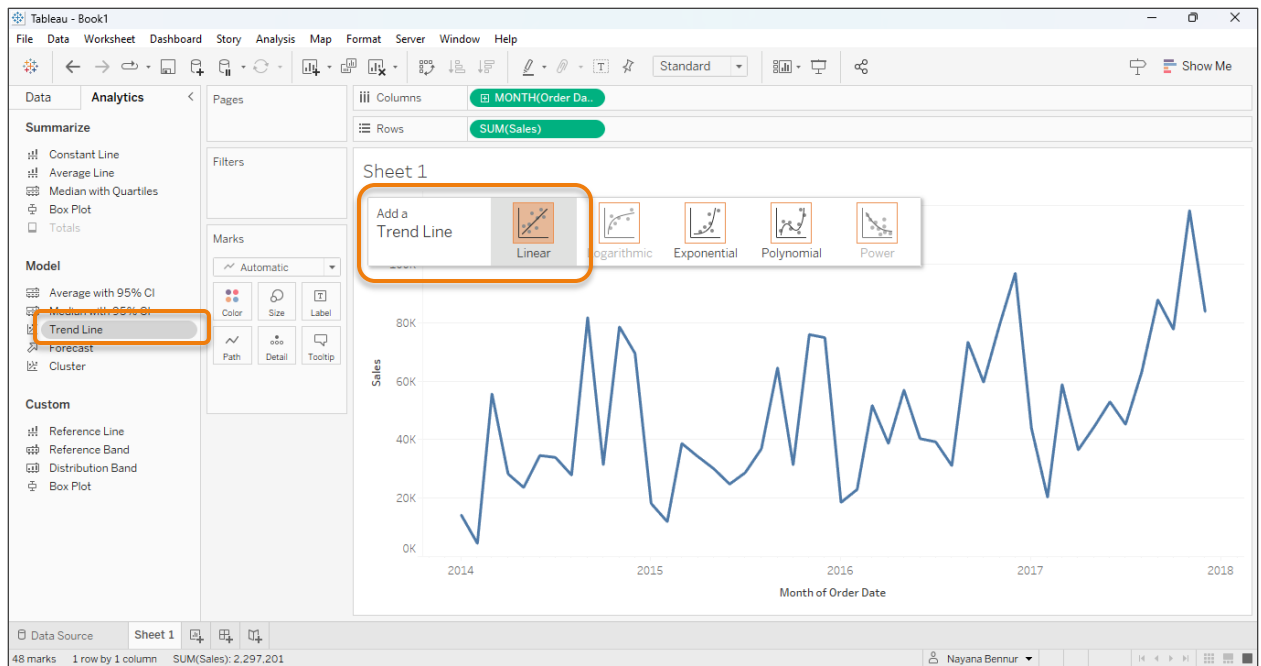 Tableau - Book1
File Data Worksheet Dashboard Story Analysis Map Format Server Window Help
Standard
Show Me
Data Analytics
Summarize
Constant Line
Average Line
Median with Quartiles
Box Plot
Totals
Model
Average with 95% CI
Median with 95% CI
Trend Line
Forecast
Cluster
Custom
Reference Line
Reference Band
Distribution Band
Box Plot
Pages
Filters
Marks
Automatic
Color Size Label
Path Detail Tooltip
Columns MONTH(Order Da..
Rows SUM(Sales)
Sheet 1
Add a
Trend Line
Linear Logarithmic Exponential Polynomial Power
80K
60K
40K
20K
0K
Sales
2014 2015 2016 2017 2018
Month of Order Date
Data Source Sheet 1
48 marks 1 row by 1 column SUM(Sales): 2,297,201 Nayana Bennur